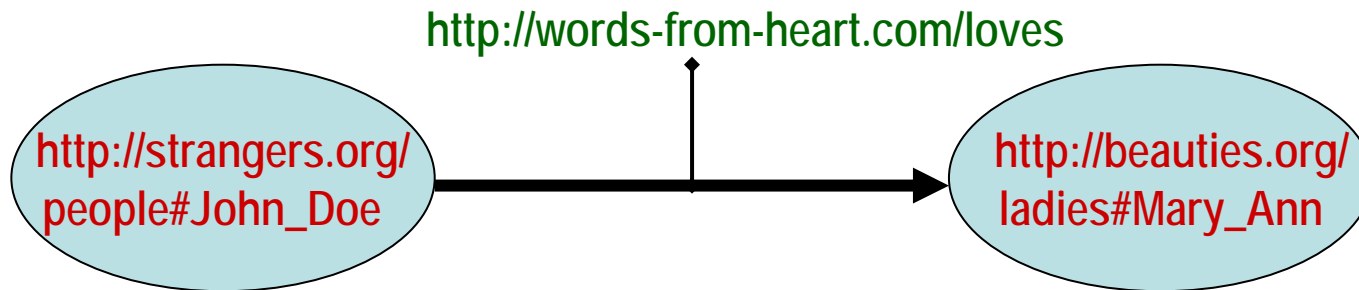 http://words-from-heart.com/loves
http://strangers.org/
people#John_Doe
http://beauties.org/
ladies#Mary_Ann